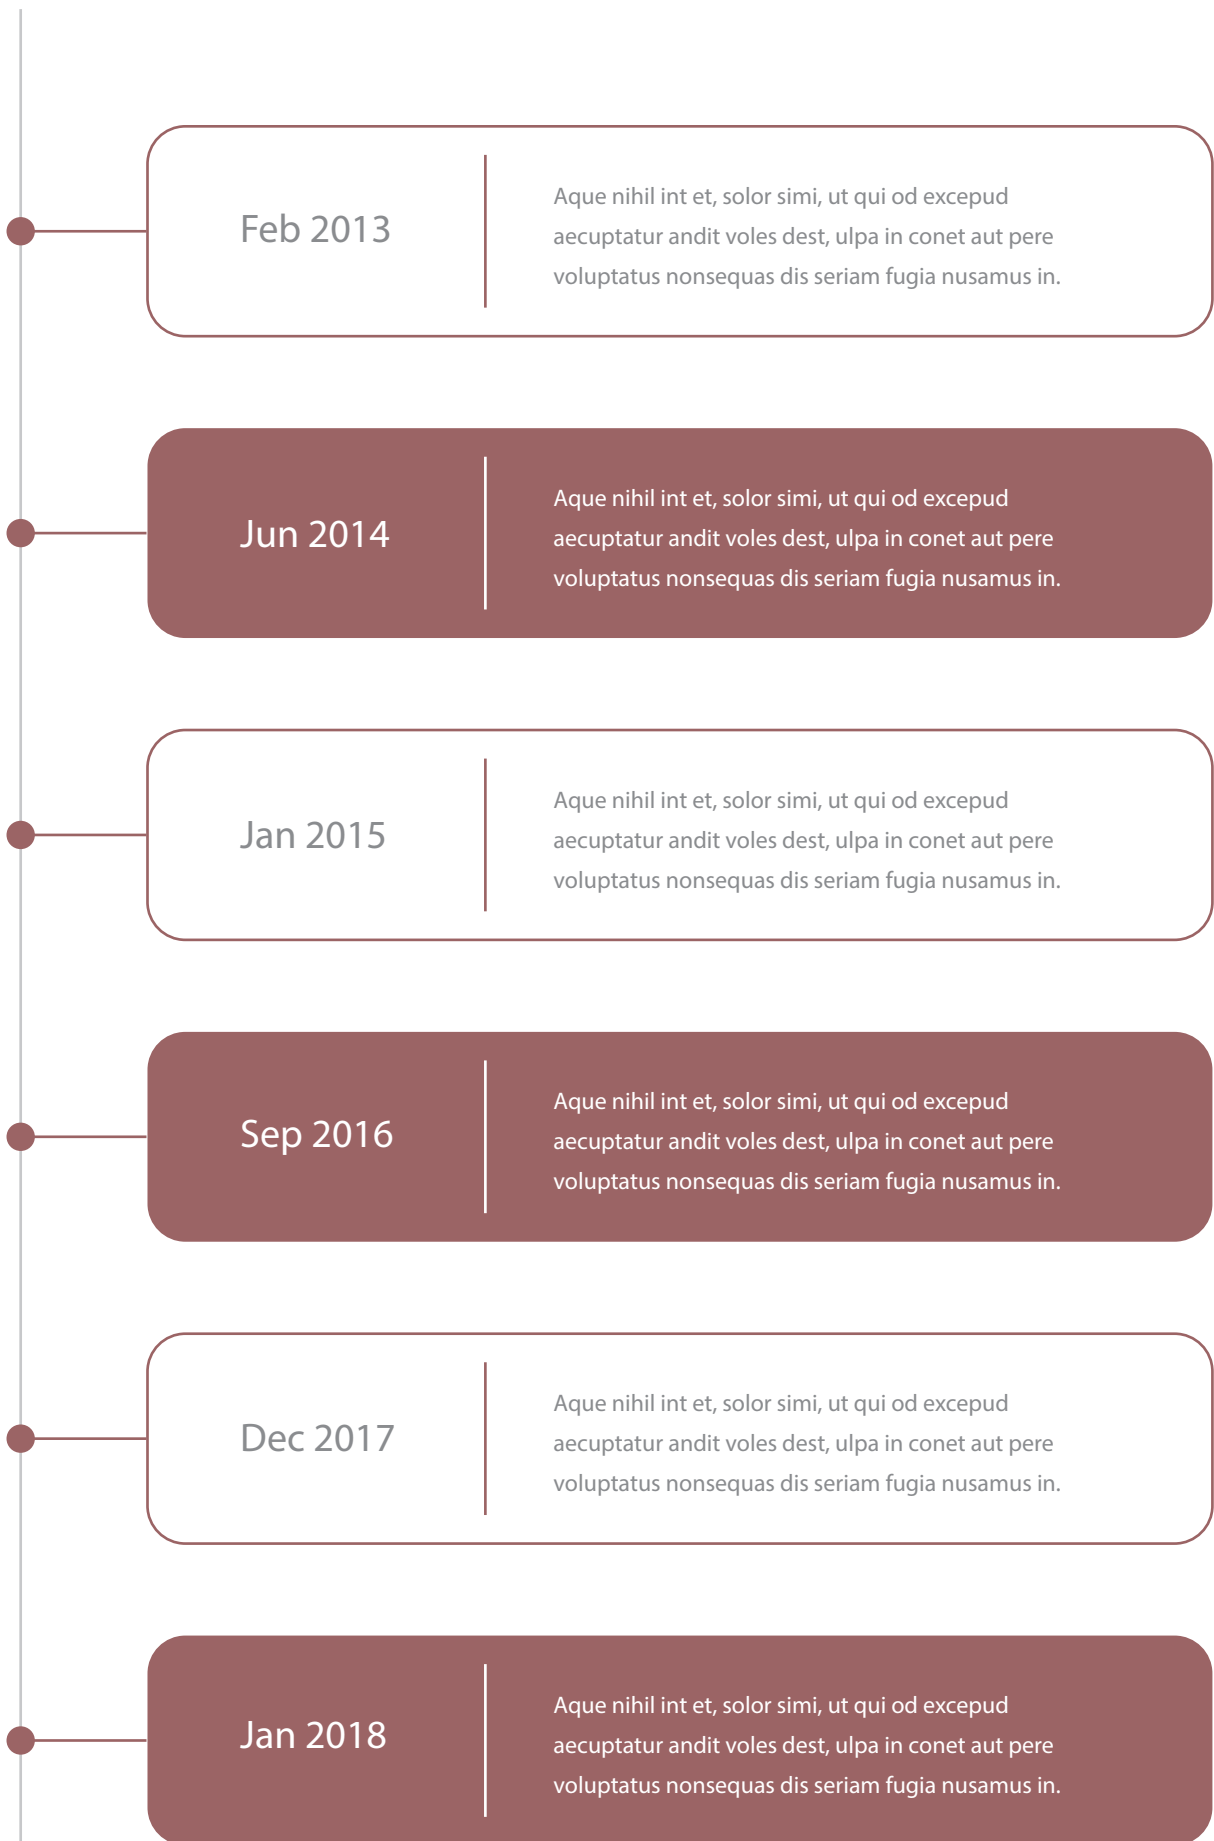 Feb 2013
Aque nihil int et, solor simi, ut qui od excepud
aecuptatur andit voles dest, ulpa in conet aut pere
voluptatus nonsequas dis seriam fugia nusamus in.
Jun 2014
Aque nihil int et, solor simi, ut qui od excepud
aecuptatur andit voles dest, ulpa in conet aut pere
voluptatus nonsequas dis seriam fugia nusamus in.
Jan 2015
Aque nihil int et, solor simi, ut qui od excepud
aecuptatur andit voles dest, ulpa in conet aut pere
voluptatus nonsequas dis seriam fugia nusamus in.
Sep 2016
Aque nihil int et, solor simi, ut qui od excepud
aecuptatur andit voles dest, ulpa in conet aut pere
voluptatus nonsequas dis seriam fugia nusamus in.
Dec 2017
Aque nihil int et, solor simi, ut qui od excepud
aecuptatur andit voles dest, ulpa in conet aut pere
voluptatus nonsequas dis seriam fugia nusamus in.
Jan 2018
Aque nihil int et, solor simi, ut qui od excepud
aecuptatur andit voles dest, ulpa in conet aut pere
voluptatus nonsequas dis seriam fugia nusamus in.